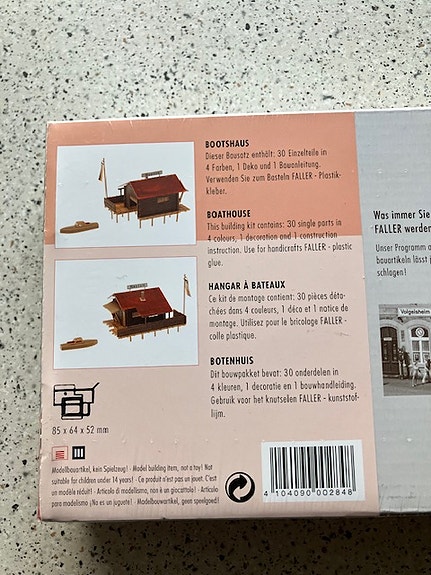 BOOTSHAUS
Dieser Bausatz enthält: 30 Einzelteile in
4 Farben, 1 Deko und 1 Bauanleitung.
Verwenden Sie zum Basteln FALLER - Plastik-
kleber.
BOATHOUSE
This building kit contains: 30 single parts in
4 colours, 1 decoration and 1 construction
instruction. Use for handicrafts FALLER - plastic
glue.
HANGAR À BATEAUX
Ce kit de montage contient: 30 pièces déta-
chées dans 4 couleurs, 1 déco et 1 notice de
montage. Utilisez pour le bricolage FALLER -
colle plastique.
BOTENHUIS
Dit bouwpakket bevat: 30 onderdelen in
4 kleuren, 1 decoratie en 1 bouwhandleiding.
Gebruik voor het knutselen FALLER - kunststof-
lijm.
85 x 64 x 52 mm
Modellbauartikel, kein Spielzeug! · Model building item, not a toy! Not
suitable for children under 14 years! · Ce produit n'est pas un jouet. C'est
un modèle réduit! · Articolo di modellismo, non è un giocattolo! · Artículo
para modelismo ¡No es un juguete! · Modelbouwartikel, geen speelgoed!
4 104090 002848
Was immer Sie
FALLER werden
Unser Programm a
bauartikeln lässt j
schlagen!
Volgelsheim